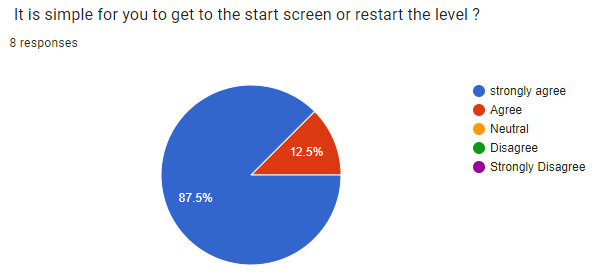 It is simple for you to get to the start screen or restart the level ?
8 responses
strongly agree
Agree
Neutral
Disagree
Strongly Disagree
12.5%
87.5%